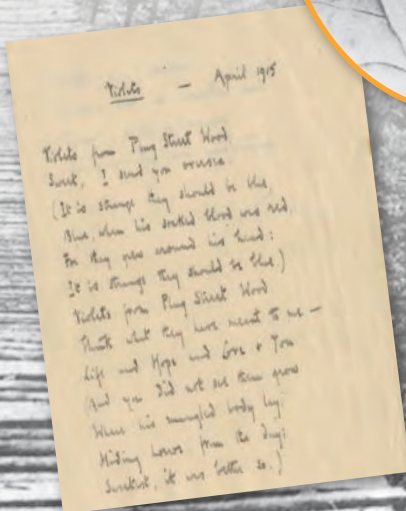 Violets — April 1915
Violets from Plug Street Wood
Sweet, I send you oversea
(It is strange they should be blue,
Blue, when his soaked blood was red.
For they grew around his head:
It is strange they should be blue.)
Violets from Plug Street Wood
Think what they have meant to me —
Life and Hope and Love & You
(And you did not see them grow
Where his mangled body lay
Hiding horror from the day;
Sweetest, it was better so.)